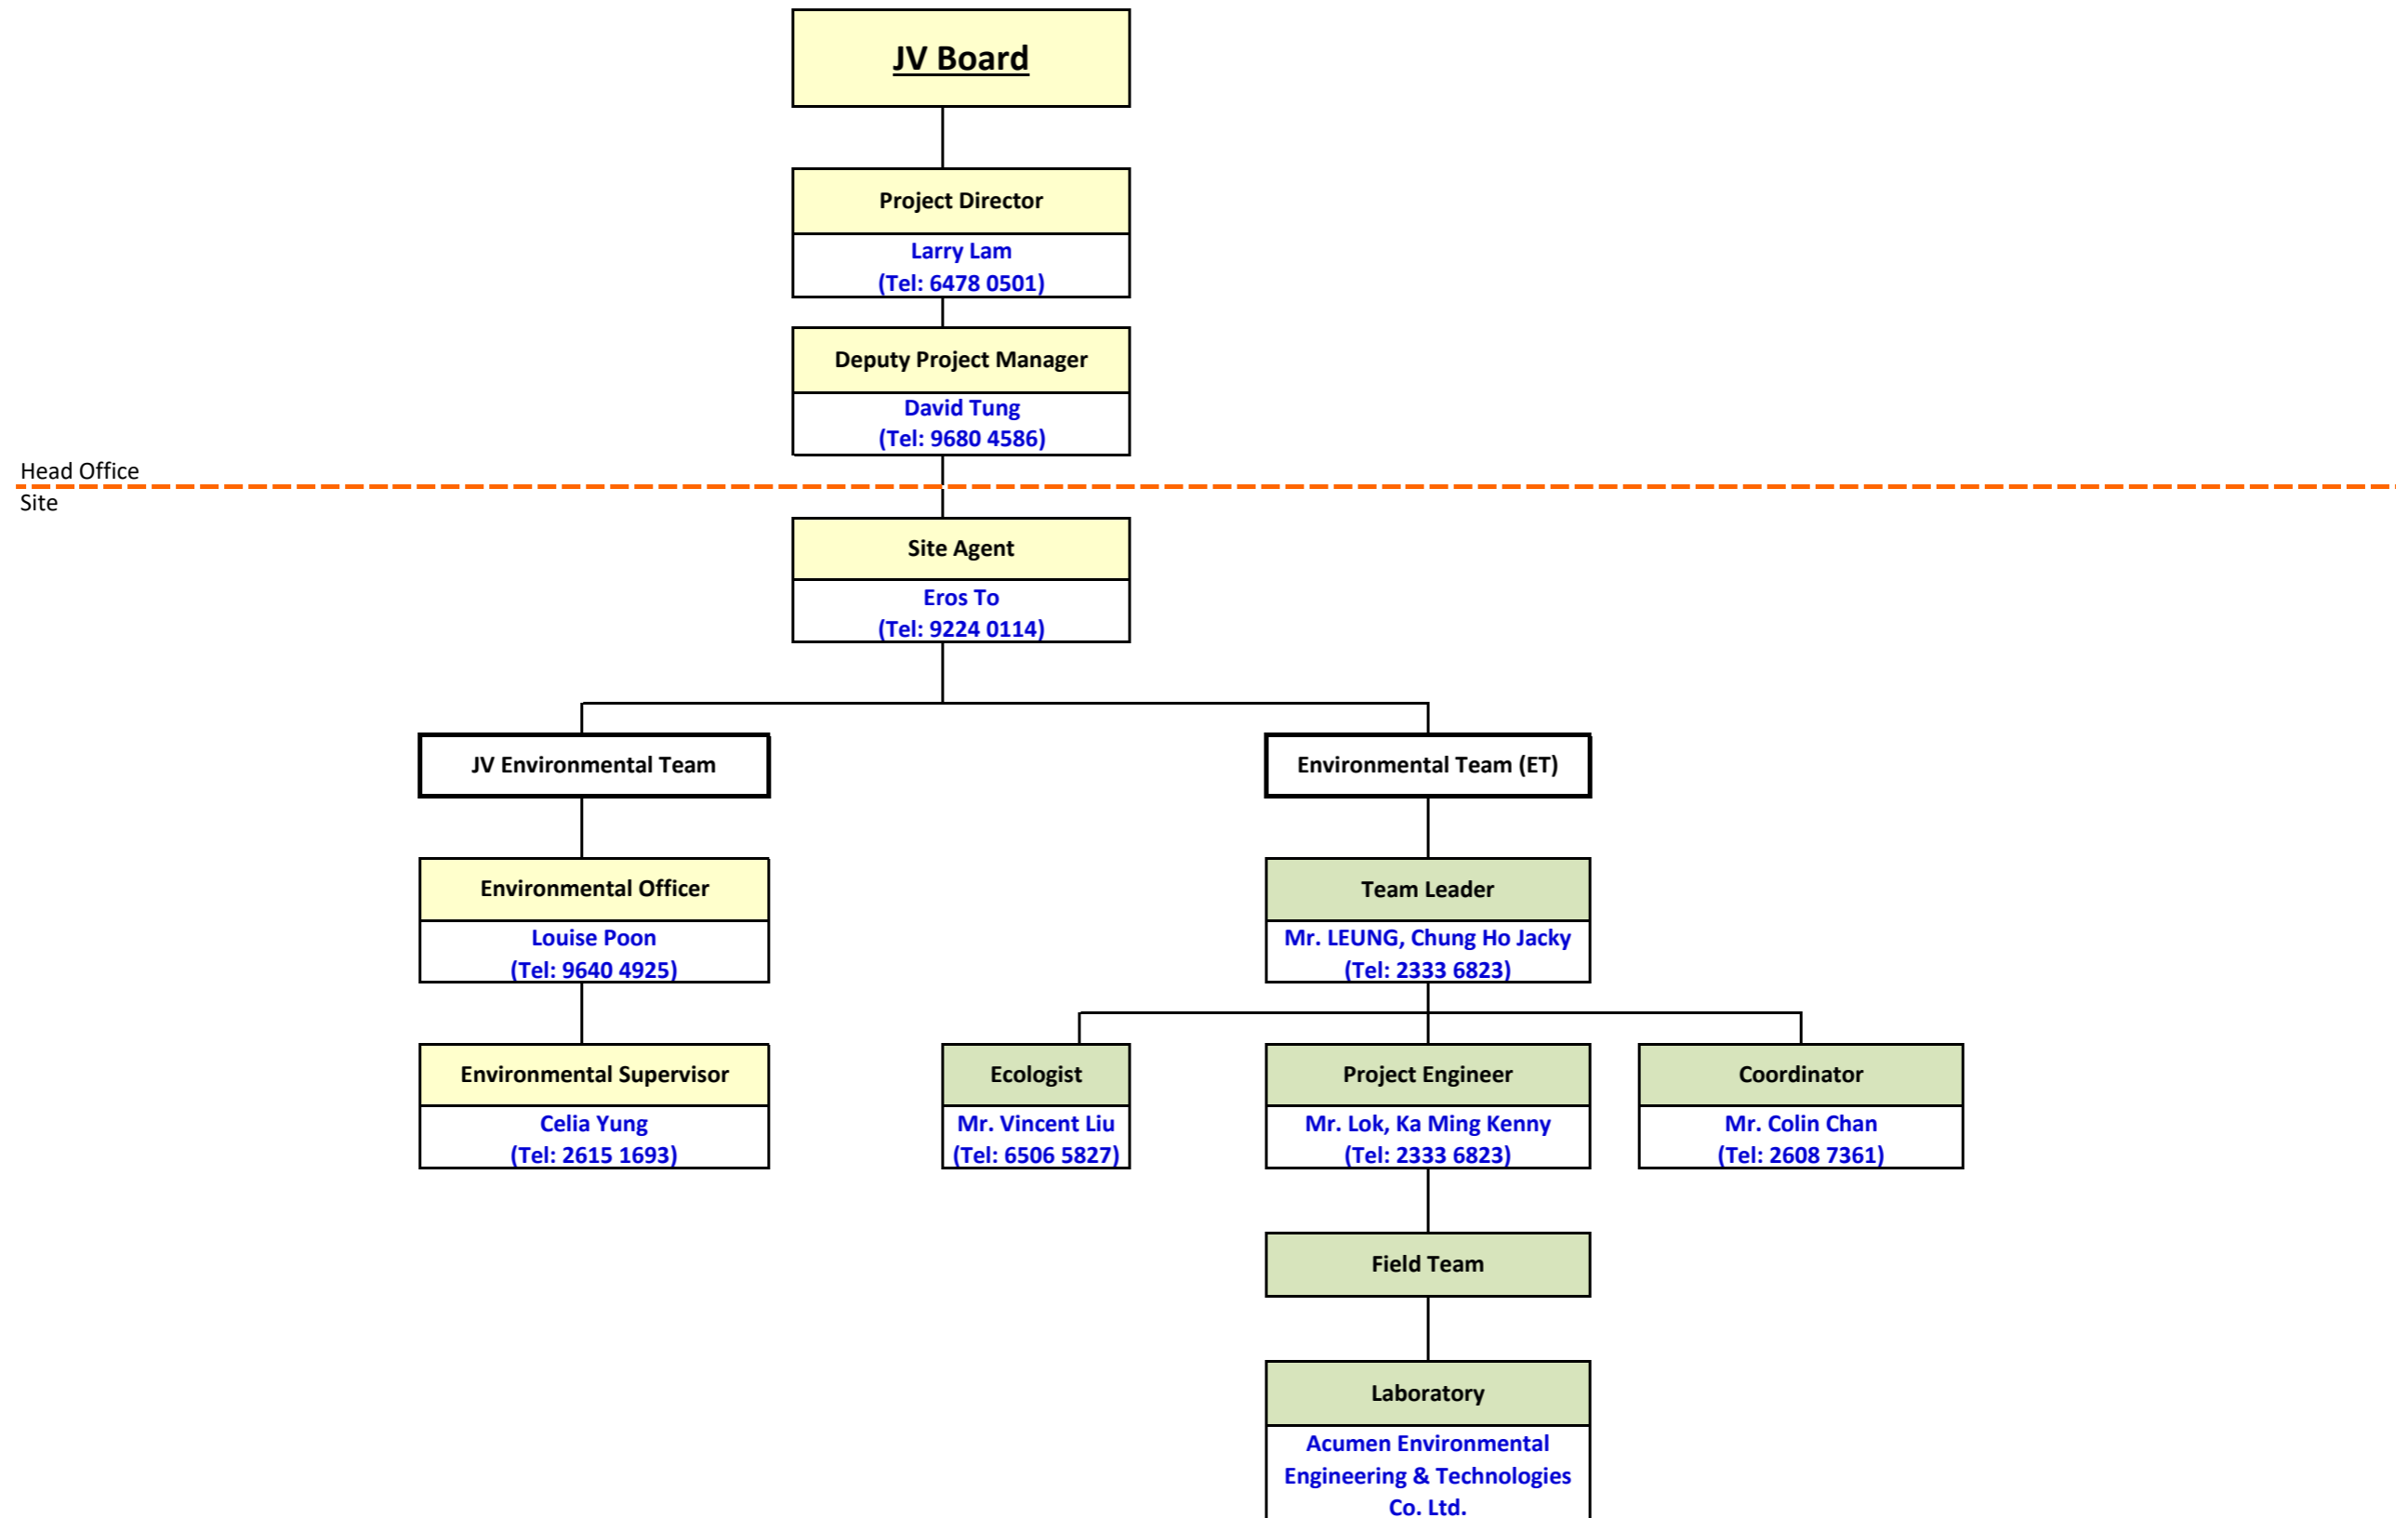 JV Board
Project Director
Larry Lam
(Tel: 6478 0501)
Deputy Project Manager
David Tung
(Tel: 9680 4586)
Head Office
Site
Site Agent
Eros To
(Tel: 9224 0114)
JV Environmental Team
Environmental Team (ET)
Environmental Officer
Louise Poon
(Tel: 9640 4925)
Team Leader
Mr. LEUNG, Chung Ho Jacky
(Tel: 2333 6823)
Environmental Supervisor
Celia Yung
(Tel: 2615 1693)
Ecologist
Mr. Vincent Liu
(Tel: 6506 5827)
Project Engineer
Mr. Lok, Ka Ming Kenny
(Tel: 2333 6823)
Coordinator
Mr. Colin Chan
(Tel: 2608 7361)
Field Team
Laboratory
Acumen Environmental
Engineering & Technologies
Co. Ltd.